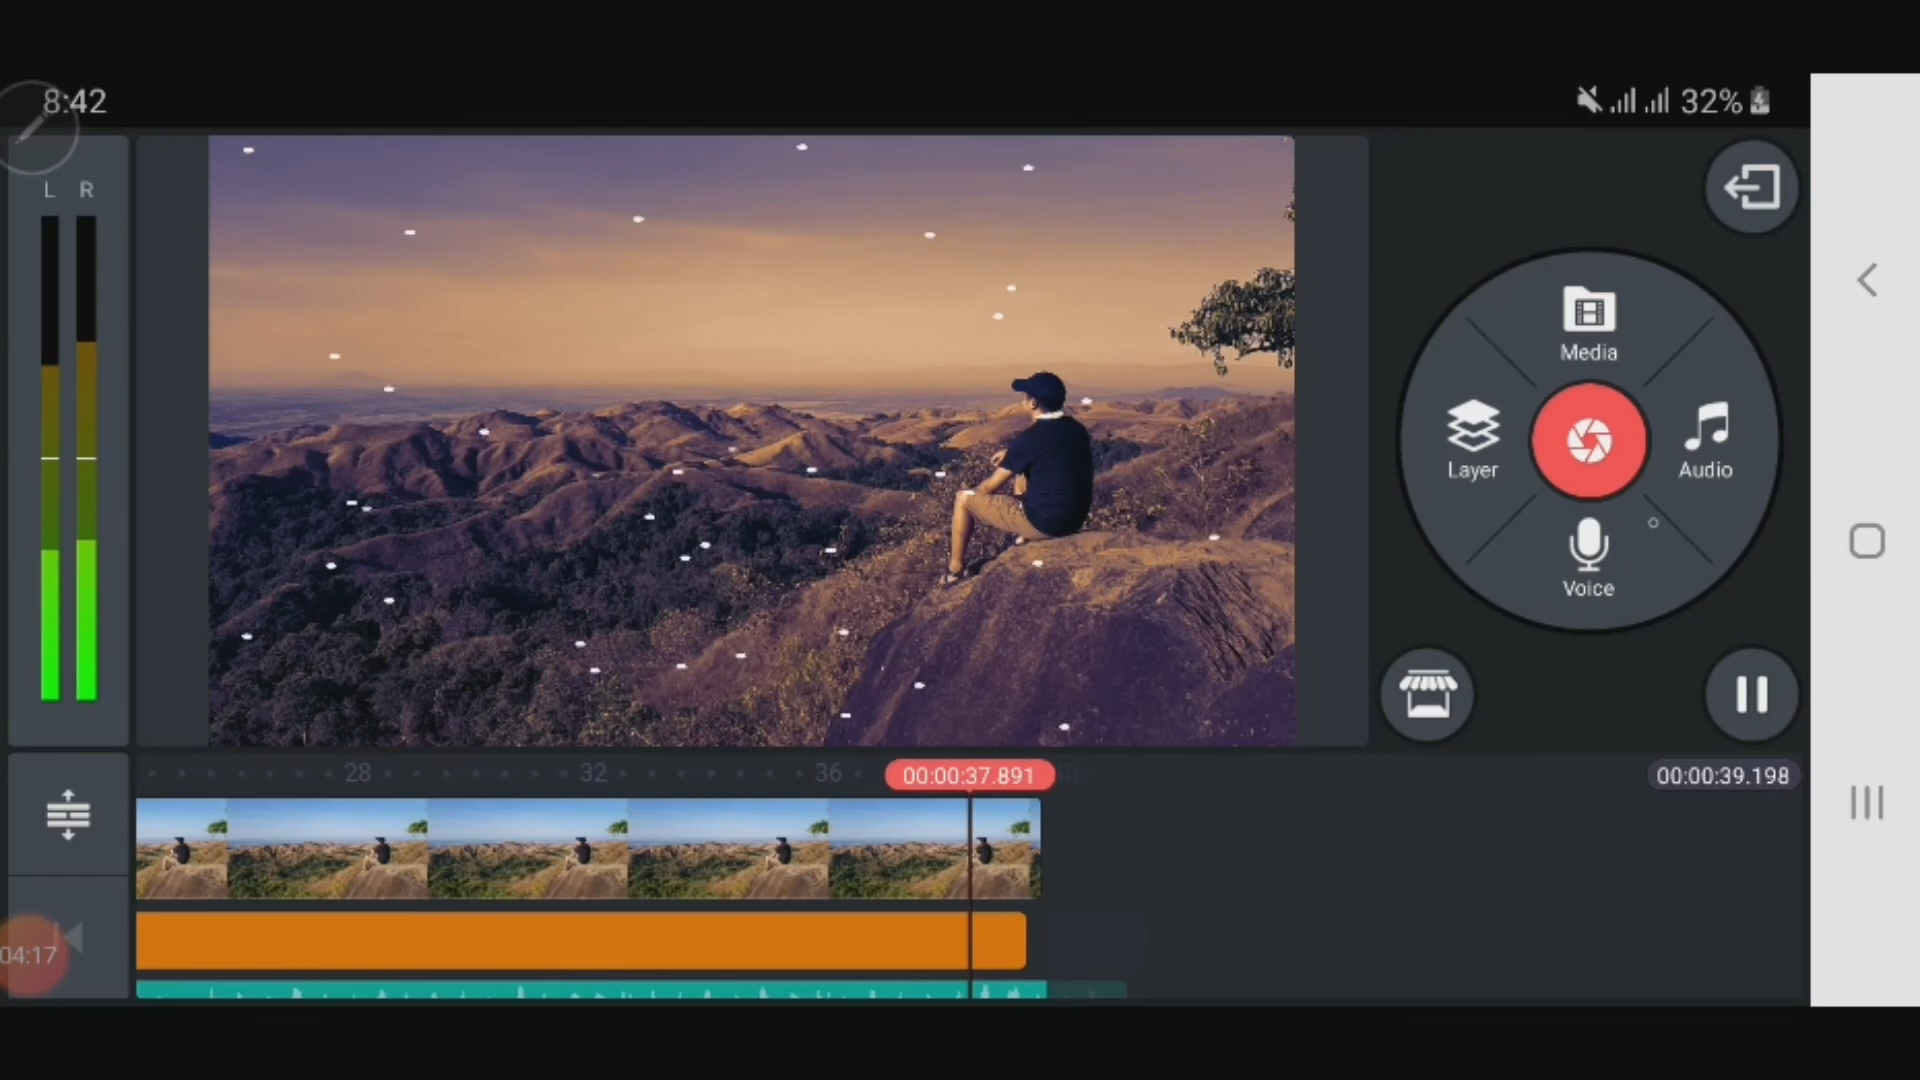 8:42
32%
L R
Media
Layer
Audio
Voice
28
32
36
00:00:37.891
00:00:39.198
04:17